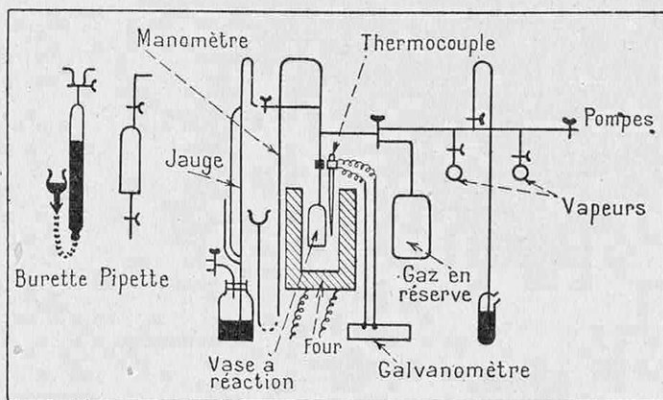 Manomètre
Thermocouple
Pompes
Jauge
Vapeurs
Burette Pipette
Gaz en
réserve
Four
Vase à
réaction
Galvanomètre